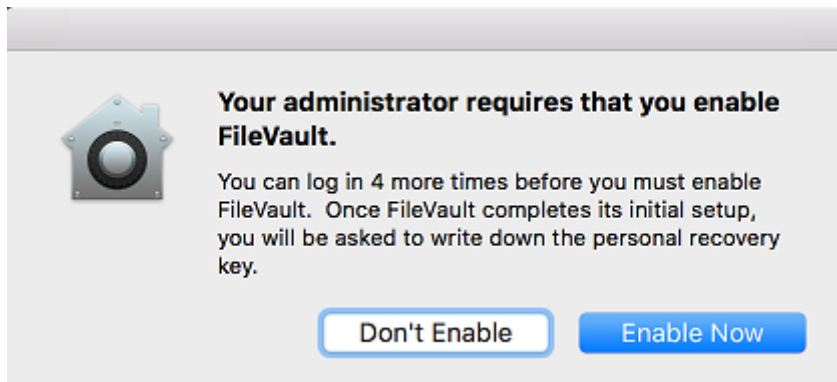 Your administrator requires that you enable
FileVault.
You can log in 4 more times before you must enable
FileVault.  Once FileVault completes its initial setup,
you will be asked to write down the personal recovery
key.
Don't Enable
Enable Now